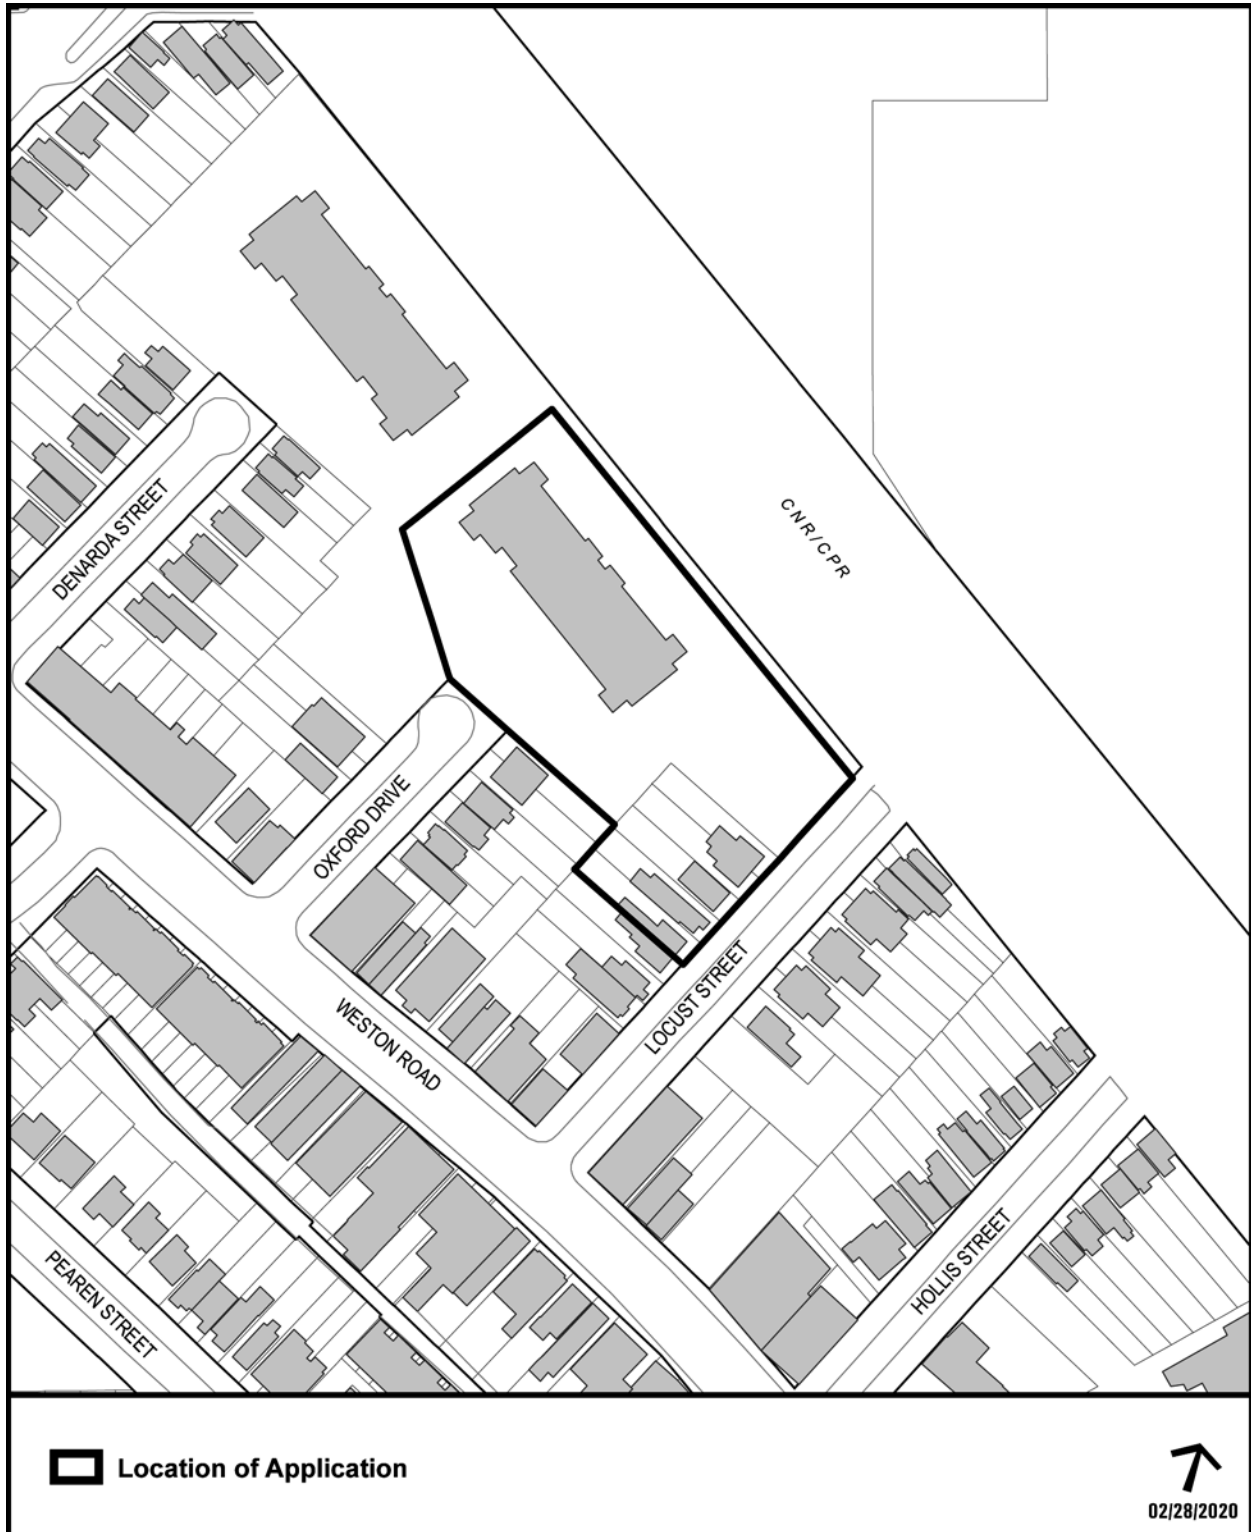 CNR/CPR
DENARDA STREET
OXFORD DRIVE
LOCUST STREET
WESTON ROAD
HOLLIS STREET
PEAREN STREET
Location of Application
02/28/2020